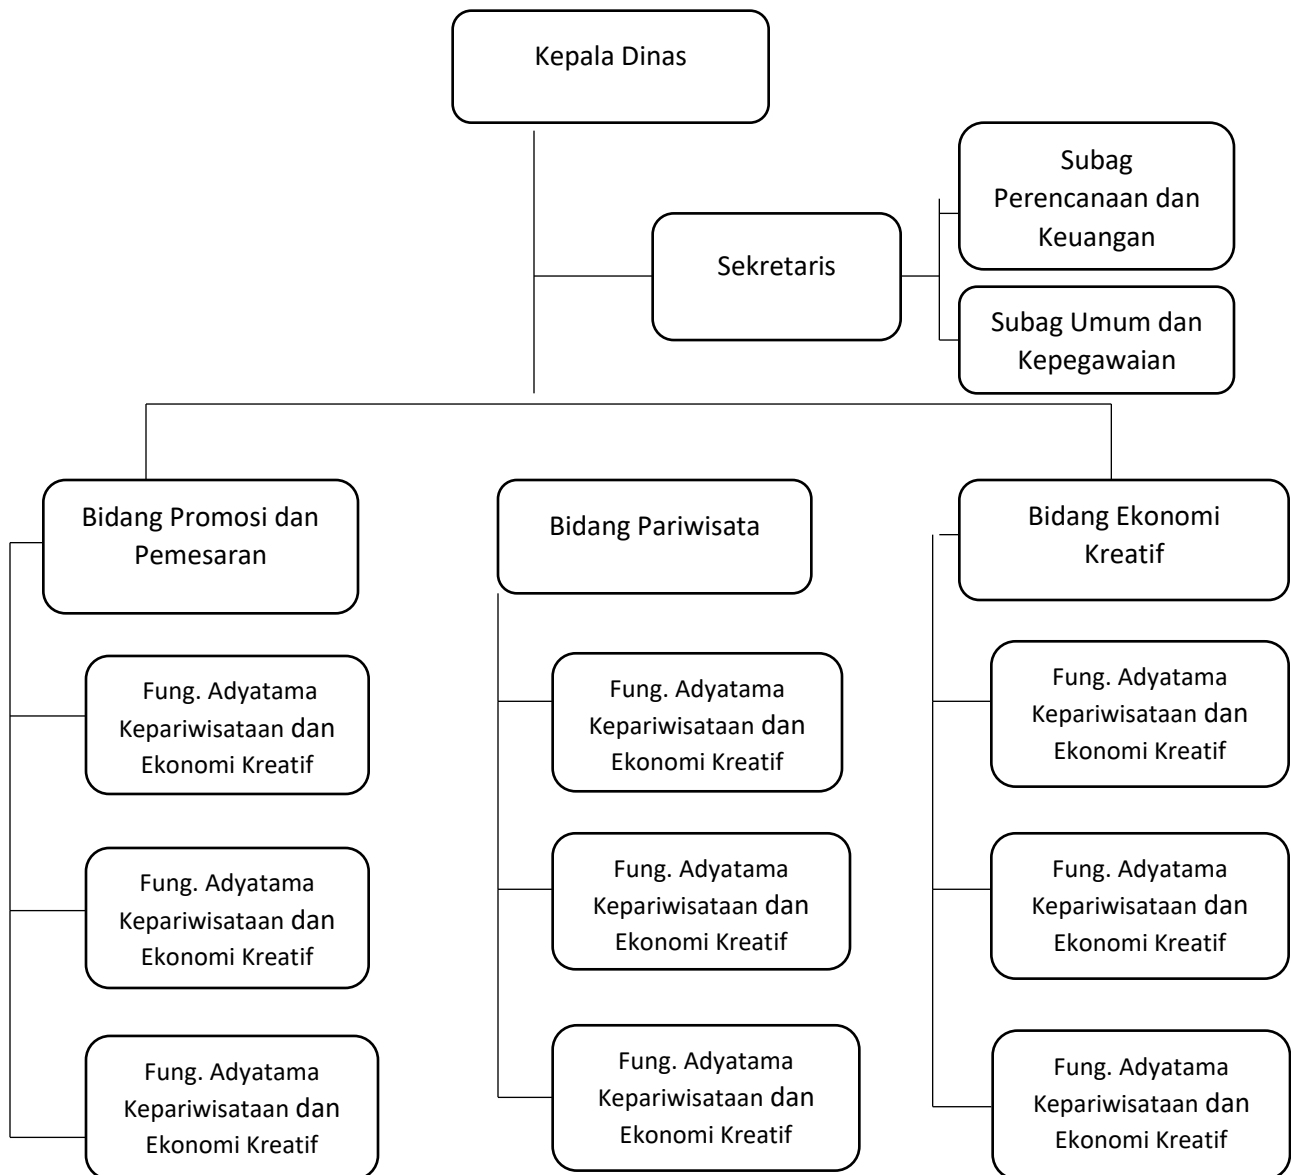 Kepala Dinas
Subag
Perencanaan dan
Keuangan
Sekretaris
Subag Umum dan
Kepegawaian
Bidang Promosi dan
Pemesaran
Bidang Pariwisata
Bidang Ekonomi
Kreatif
Fung. Adyatama
Kepariwisataan dan
Ekonomi Kreatif
Fung. Adyatama
Kepariwisataan dan
Ekonomi Kreatif
Fung. Adyatama
Kepariwisataan dan
Ekonomi Kreatif
Fung. Adyatama
Kepariwisataan dan
Ekonomi Kreatif
Fung. Adyatama
Kepariwisataan dan
Ekonomi Kreatif
Fung. Adyatama
Kepariwisataan dan
Ekonomi Kreatif
Fung. Adyatama
Kepariwisataan dan
Ekonomi Kreatif
Fung. Adyatama
Kepariwisataan dan
Ekonomi Kreatif
Fung. Adyatama
Kepariwisataan dan
Ekonomi Kreatif